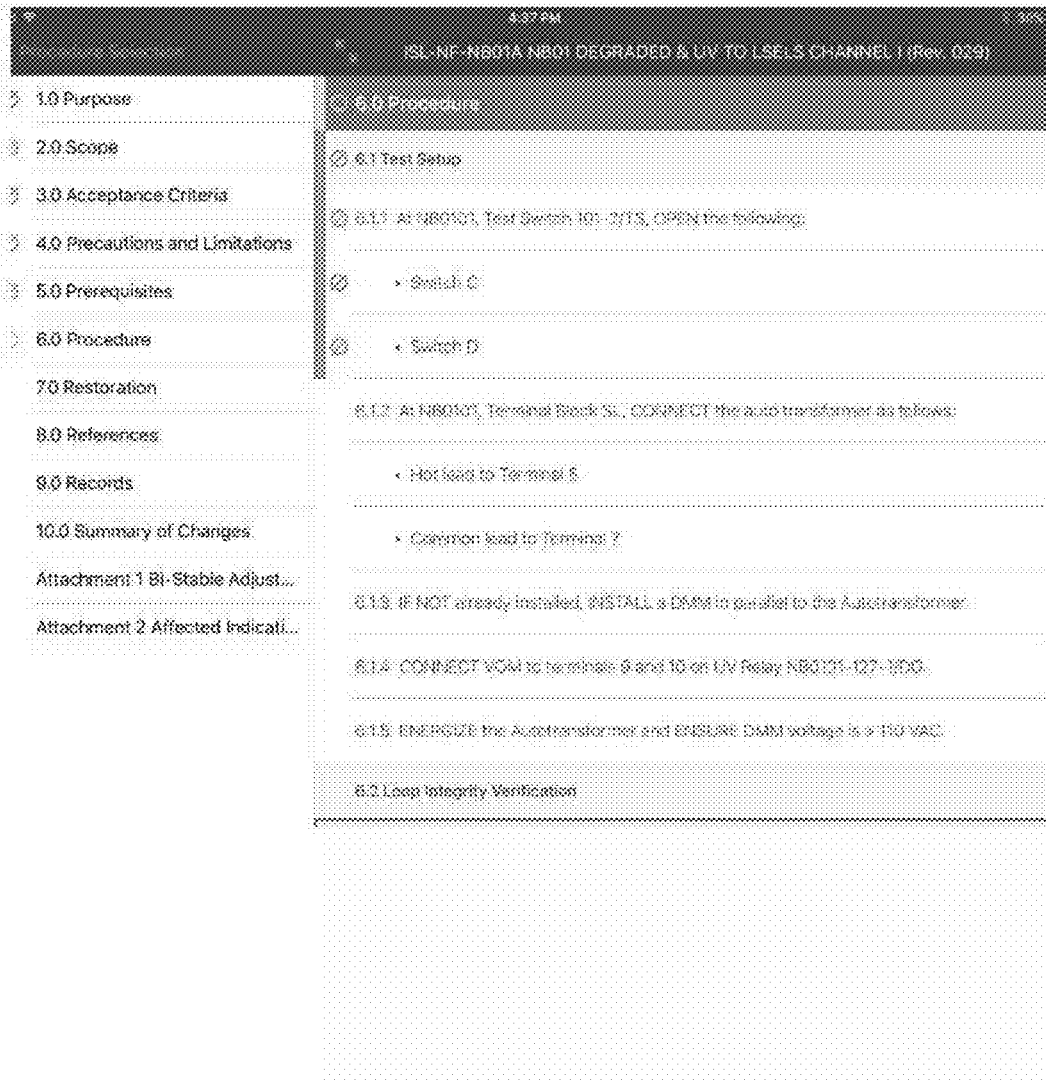 4:37 PM
Procedure Selection
ISL-NF-NB01A NB01 DEGRADED & UV TO LSELS CHANNEL I (Rev. 029)
1.0 Purpose
2.0 Scope
3.0 Acceptance Criteria
4.0 Precautions and Limitations
5.0 Prerequisites
6.0 Procedure
7.0 Restoration
8.0 References
9.0 Records
10.0 Summary of Changes
Attachment 1 Bi-Stable Adjust...
Attachment 2 Affected Indicati...
6.0 Procedure
6.1 Test Setup
6.1.1 At NB0101, Test Switch 101-2/TS, OPEN the following:
• Switch C
• Switch D
6.1.2 At NB0101, Terminal Block SL, CONNECT the auto transformer as follows:
• Hot lead to Terminal
• Common lead to Terminal 7
6.1.3 IF NOT already installed, INSTALL a DMM in parallel to the Autotransformer.
6.1.4 CONNECT VOM to terminals 9 and 10 on UV Relay
6.1.5 ENERGIZE the Autotransformer and ENSURE DMM voltage is 110 VAC.
6.2 Loop Integrity Verification